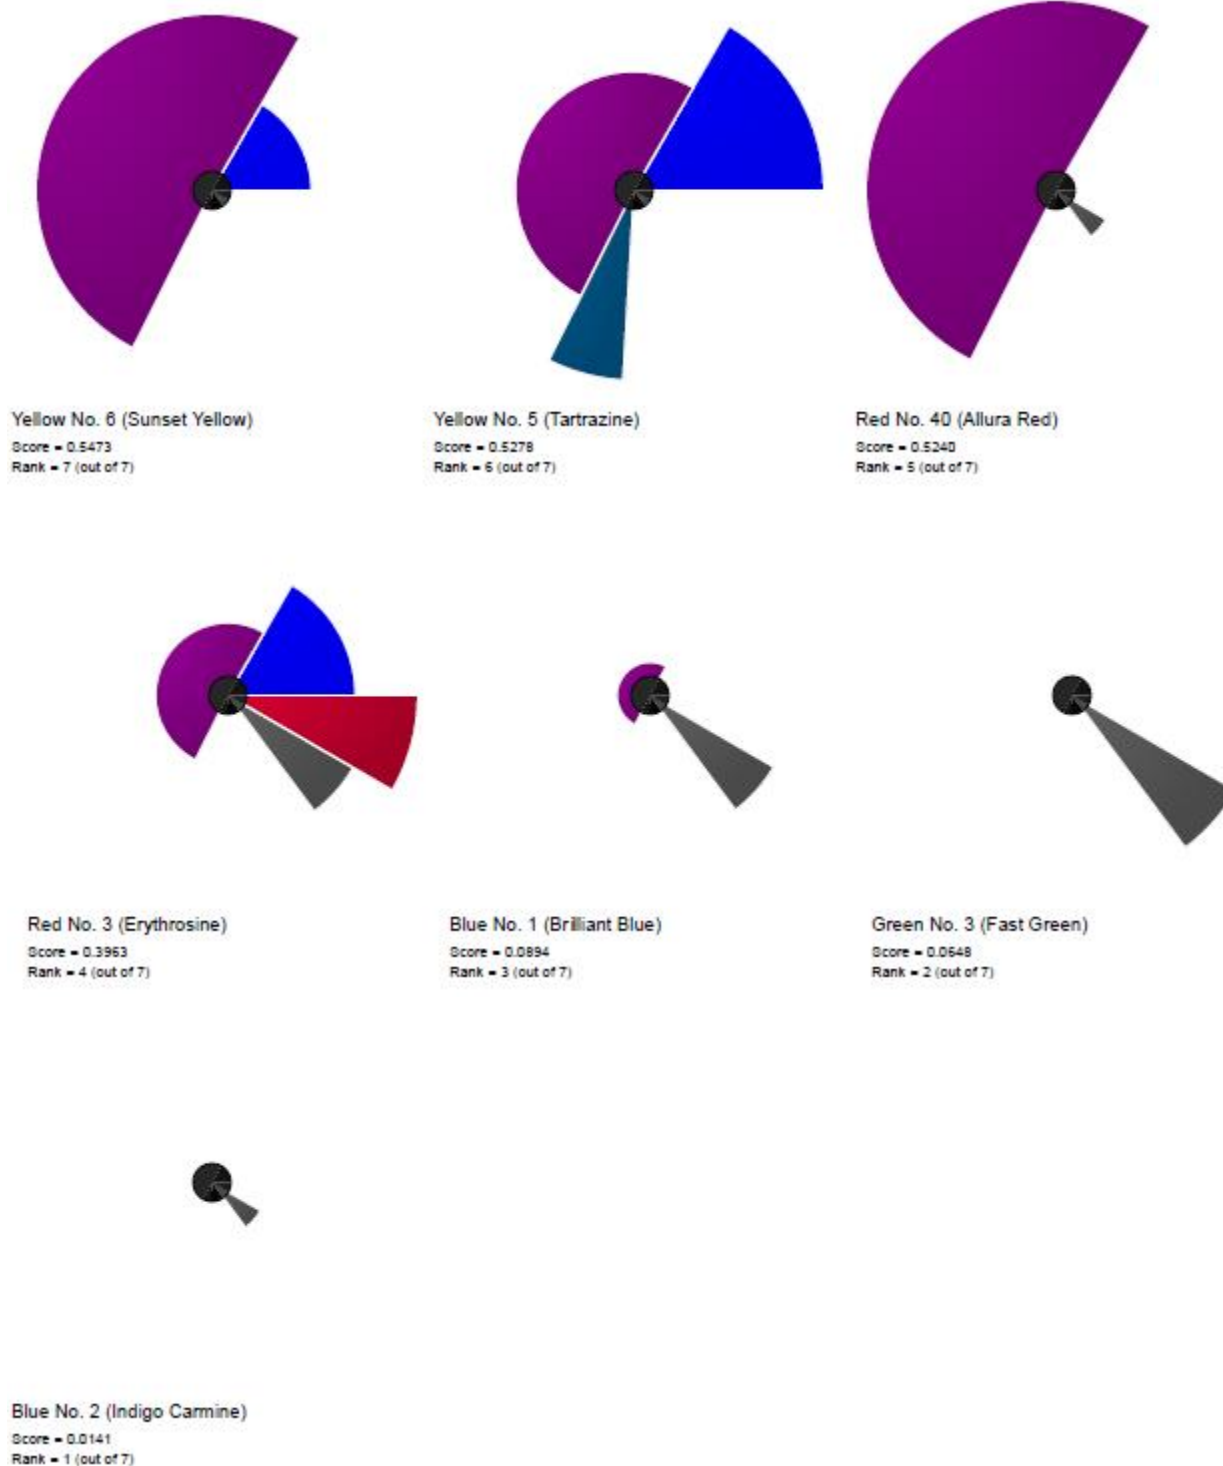 Yellow No. 6 (Sunset Yellow)
Score = 0.5473
Rank = 7 (out of 7)
Yellow No. 5 (Tartrazine)
Score = 0.5278
Rank = 6 (out of 7)
Red No. 40 (Allura Red)
Score = 0.5240
Rank = 5 (out of 7)
Red No. 3 (Erythrosine)
Score = 0.3963
Rank = 4 (out of 7)
Blue No. 1 (Brilliant Blue)
Score = 0.0894
Rank = 3 (out of 7)
Green No. 3 (Fast Green)
Score = 0.0648
Rank = 2 (out of 7)
Blue No. 2 (Indigo Carmine)
Score = 0.0141
Rank = 1 (out of 7)